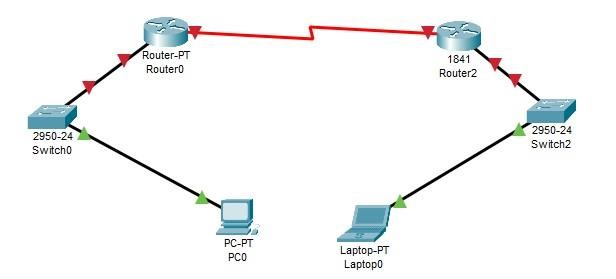 Router-PT
Router0
1841
Router2
2950-24
Switch0
2950-24
Switch2
PC-PT
PC0
Laptop-PT
Laptop0